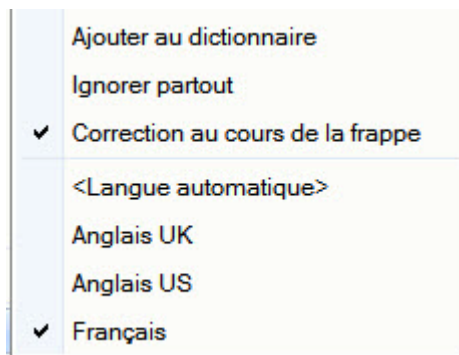 Ajouter au dictionnaire
Ignorer partout
Correction au cours de la frappe
<Langue automatique>
Anglais UK
Anglais US
Français